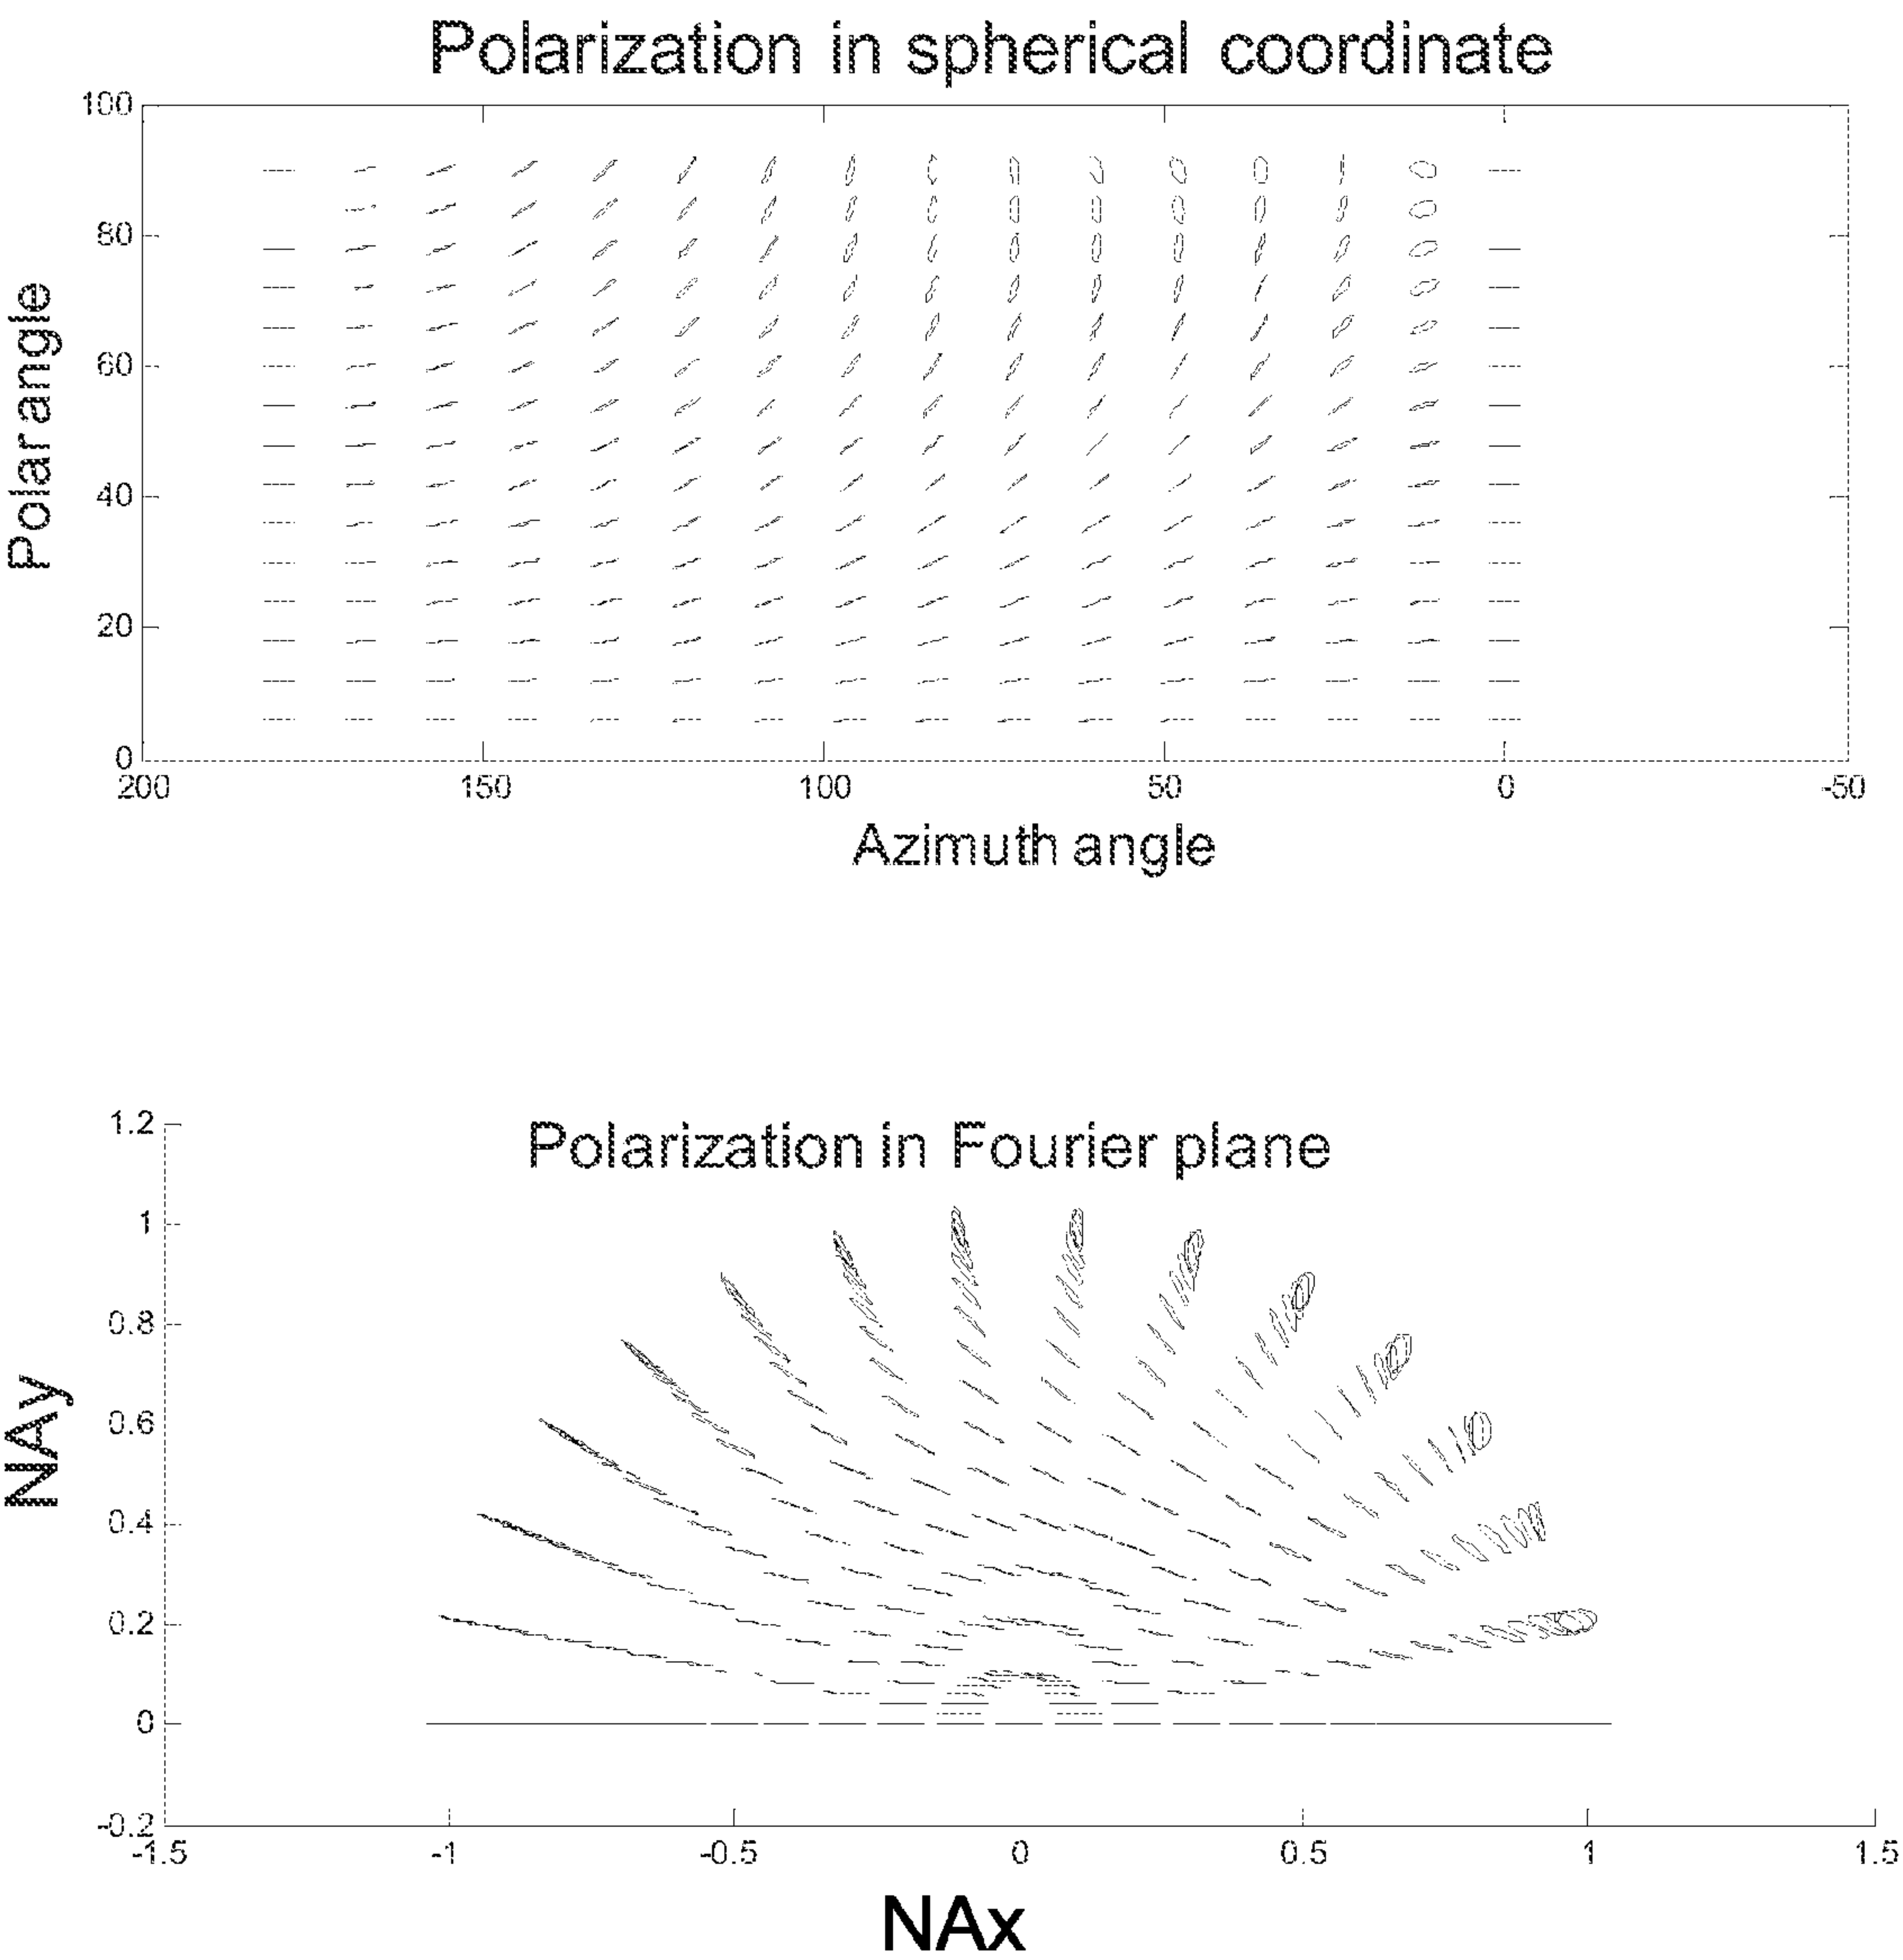 Polarization in spherical coordinate
100
80
60
40
20
0
Polar angle
200 150 100 50 0 -50
Azimuth angle
Polarization in Fourier plane
1.2
1
0.8
0.6
0.4
0.2
0
-0.2
NAy
-1.5 -1 -0.5 0 0.5 1 1.5
NAx